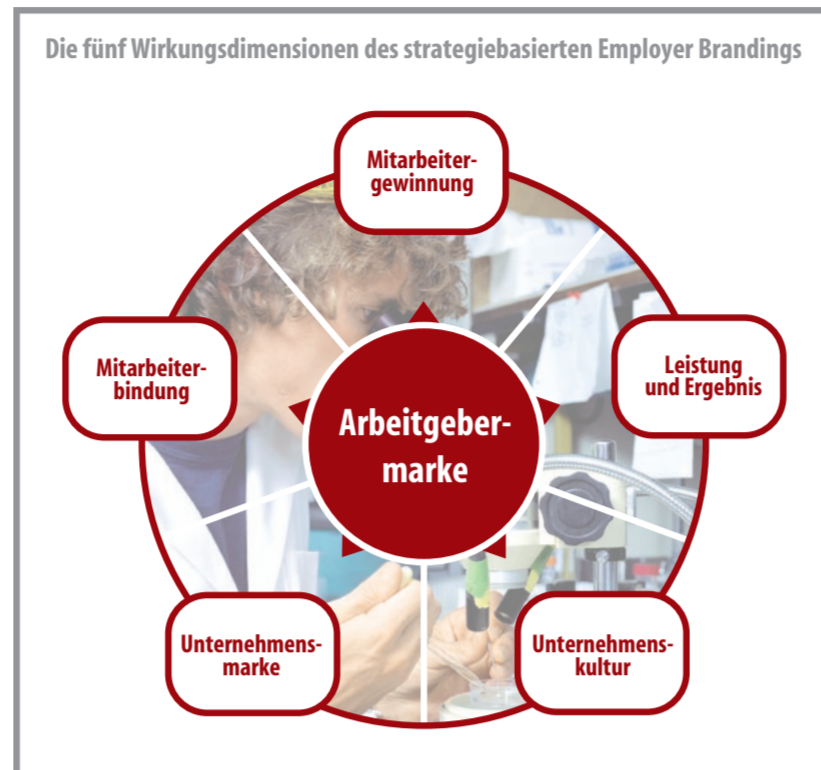 Die fünf Wirkungsdimensionen des strategiebasierten Employer Brandings
Mitarbeiter-
gewinnung
Mitarbeiter-
bindung
Leistung
und Ergebnis
Arbeitgeber-
marke
Unternehmens-
marke
Unternehmens-
kultur